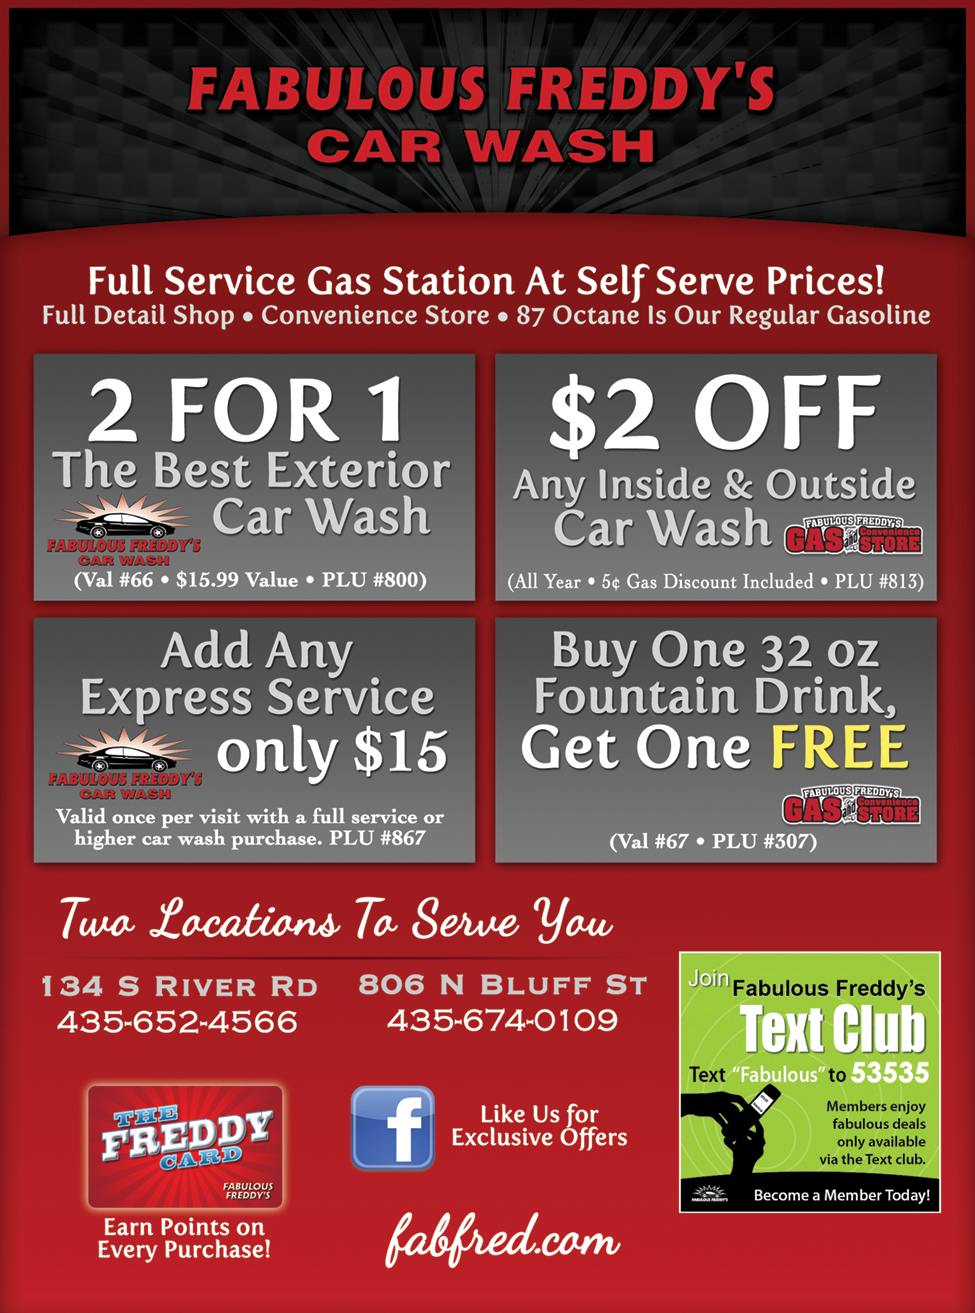 FABULOUS FREDDY'S
CAR WASH
Full Service Gas Station At Self Serve Prices!
Full Detail Shop • Convenience Store • 87 Octane Is Our Regular Gasoline
2 FOR 1
The Best Exterior
Car Wash
FABULOUS FREDDY'S
CAR WASH
(Val #66 • $15.99 Value • PLU #800)
$2 OFF
Any Inside & Outside
Car Wash
FABULOUS FREDDY'S
GAS and Convenience
STORE
(All Year • 5¢ Gas Discount Included • PLU #813)
Add Any
Express Service
only $15
FABULOUS FREDDY'S
CAR WASH
Valid once per visit with a full service or
higher car wash purchase. PLU #867
Buy One 32 oz
Fountain Drink,
Get One FREE
FABULOUS FREDDY'S
GAS and Convenience
STORE
(Val #67 • PLU #307)
Two Locations To Serve You
134 S River Rd
435-652-4566
806 N Bluff St
435-674-0109
Join Fabulous Freddy's
Text Club
Text "Fabulous" to 53535
Members enjoy
fabulous deals
only available
via the Text club.
FABULOUS FREDDY'S
Become a Member Today!
THE
FREDDY
CARD
FABULOUS
FREDDY'S
Earn Points on
Every Purchase!
f
Like Us for
Exclusive Offers
fabfred.com